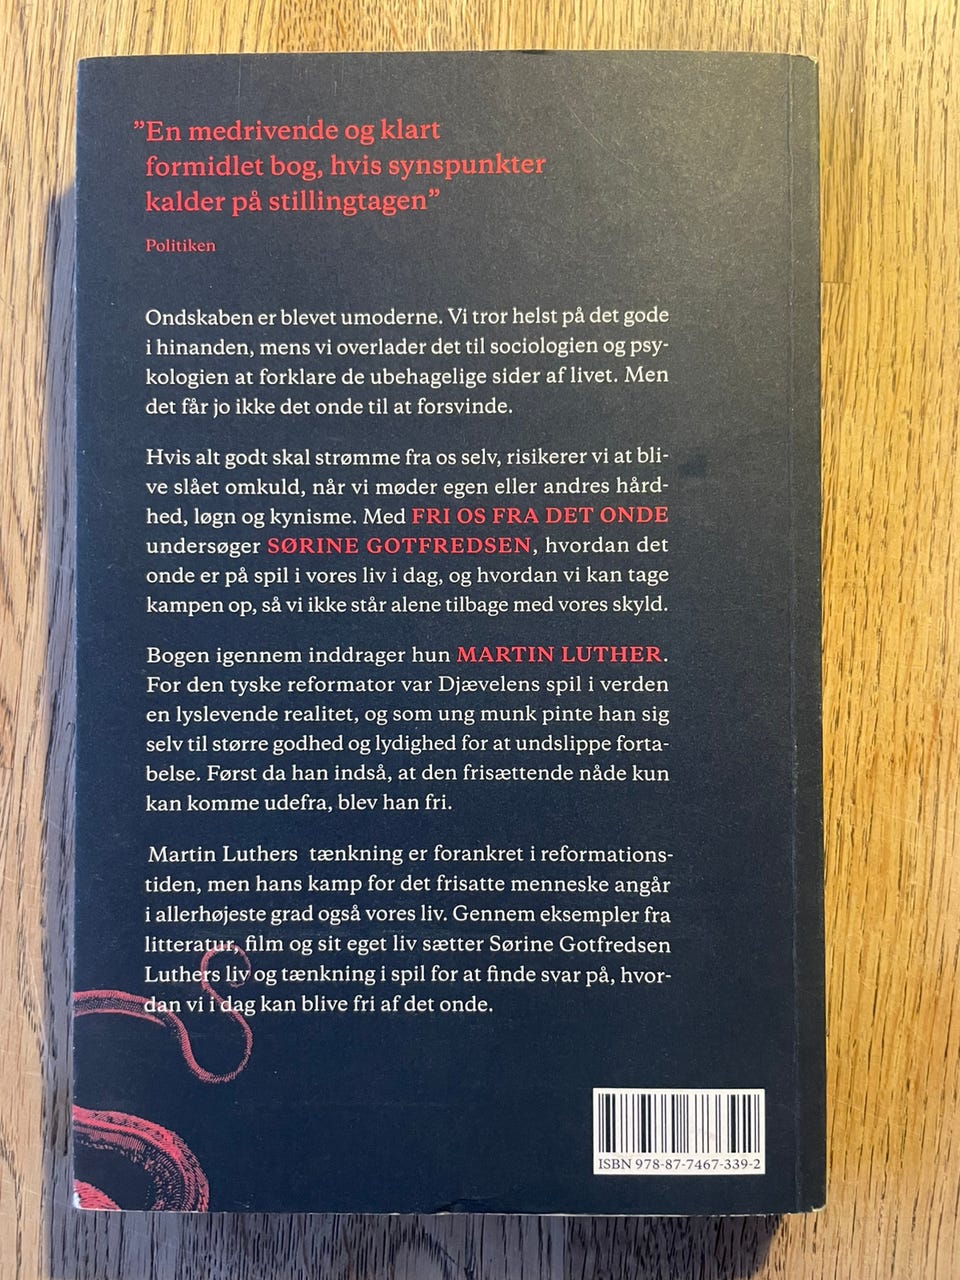 ”En medrivende og klart
formidlet bog, hvis synspunkter
kalder på stillingtagen”
Politiken
Ondskaben er blevet umoderne. Vi tror helst på det gode
i hinanden, mens vi overlader det til sociologien og psy-
kologien at forklare de ubehagelige sider af livet. Men
det får jo ikke det onde til at forsvinde.
Hvis alt godt skal strømme fra os selv, risikerer vi at bli-
ve slået omkuld, når vi møder egen eller andres hård-
hed, løgn og kynisme. Med FRI OS FRA DET ONDE
undersøger SØRINE GOTFREDSEN, hvordan det
onde er på spil i vores liv i dag, og hvordan vi kan tage
kampen op, så vi ikke står alene tilbage med vores skyld.
Bogen igennem inddrager hun MARTIN LUTHER.
For den tyske reformator var Djævelens spil i verden
en lyslevende realitet, og som ung munk pinte han sig
selv til større godhed og lydighed for at undslippe forta-
belse. Først da han indså, at den frisættende nåde kun
kan komme udefra, blev han fri.
Martin Luthers tænkning er forankret i reformations-
tiden, men hans kamp for det frisatte menneske angår
i allerhøjeste grad også vores liv. Gennem eksempler fra
litteratur, film og sit eget liv sætter Sørine Gotfredsen
Luthers liv og tænkning i spil for at finde svar på, hvor-
dan vi i dag kan blive fri af det onde.
ISBN 978-87-7467-339-2